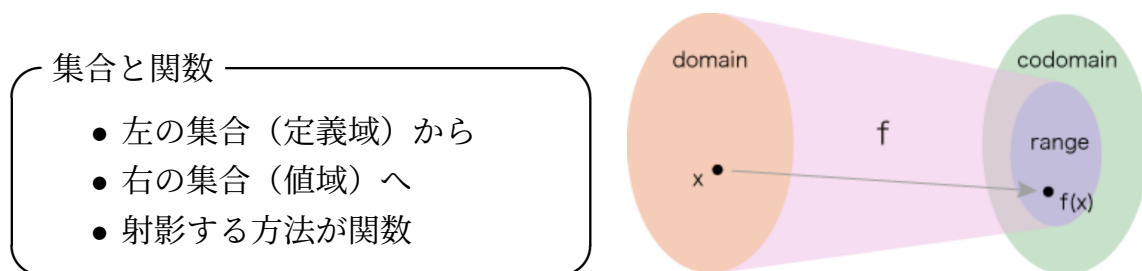 集合と関数
● 左の集合（定義域）から
● 右の集合（値域）へ
● 射影する方法が関数
domain
codomain
f
range
x
f(x)